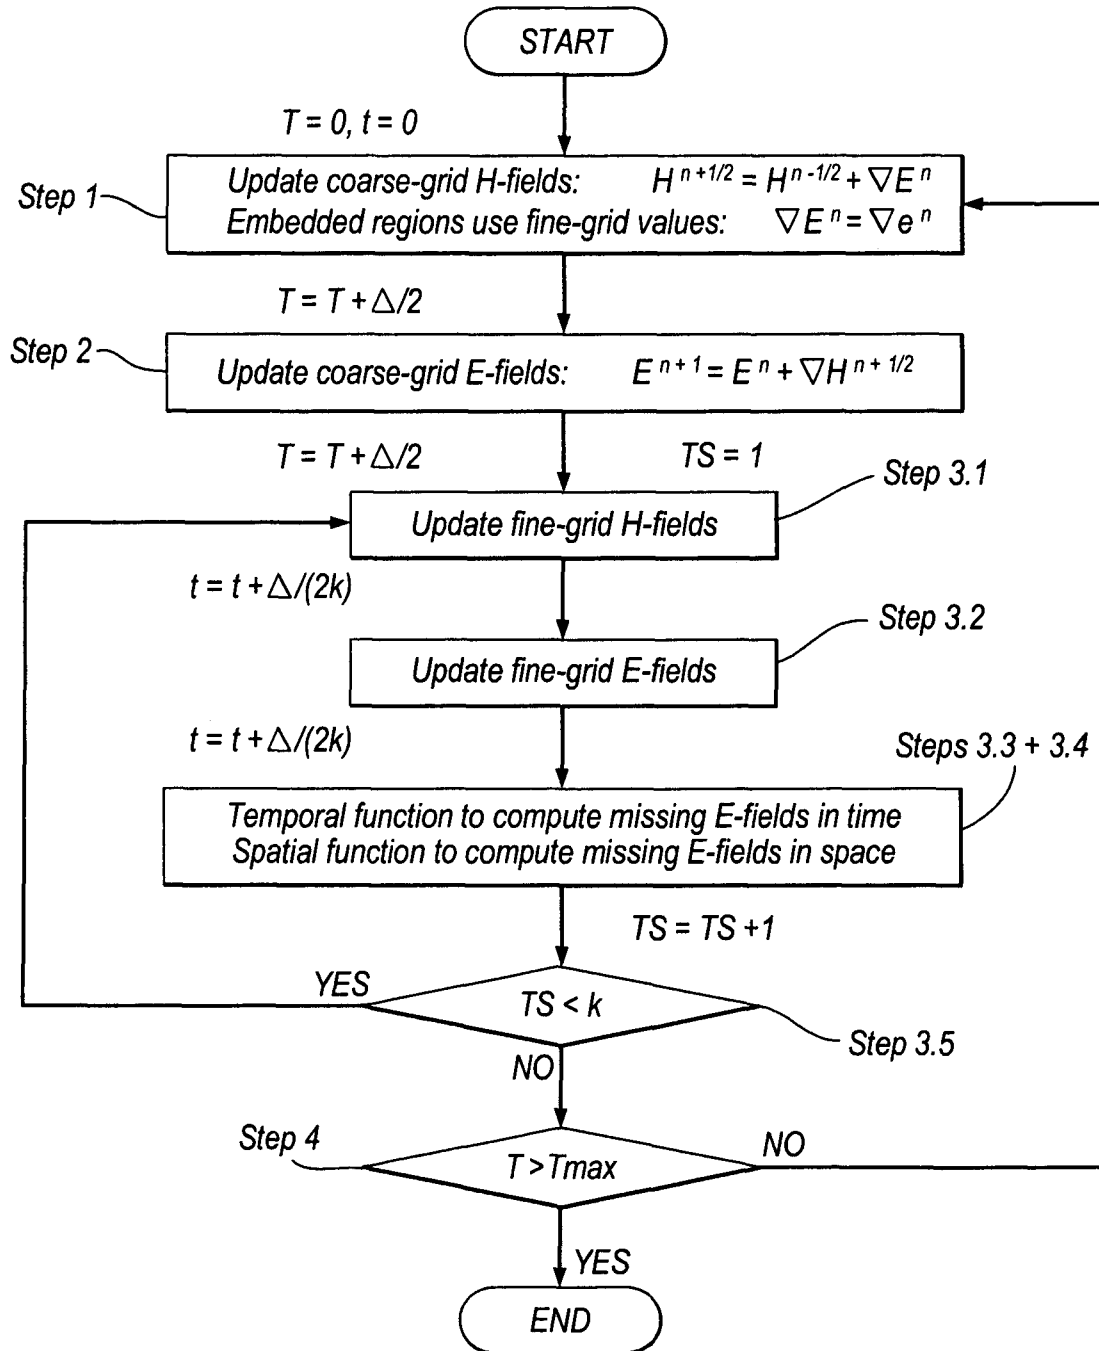 START
T = 0, t = 0
Step 1
Update coarse-grid H-fields: H^{n+1/2} = H^{n-1/2} + ∇E^n
Embedded regions use fine-grid values: ∇E^n = ∇e^n
T = T + △/2
Step 2
Update coarse-grid E-fields: E^{n+1} = E^n + ∇H^{n+1/2}
T = T + △/2 TS = 1
Step 3.1
Update fine-grid H-fields
t = t + △/(2k)
Step 3.2
Update fine-grid E-fields
t = t + △/(2k)
Steps 3.3 + 3.4
Temporal function to compute missing E-fields in time
Spatial function to compute missing E-fields in space
TS = TS +1
YES
TS < k
Step 3.5
NO
Step 4
T >Tmax
NO
YES
END